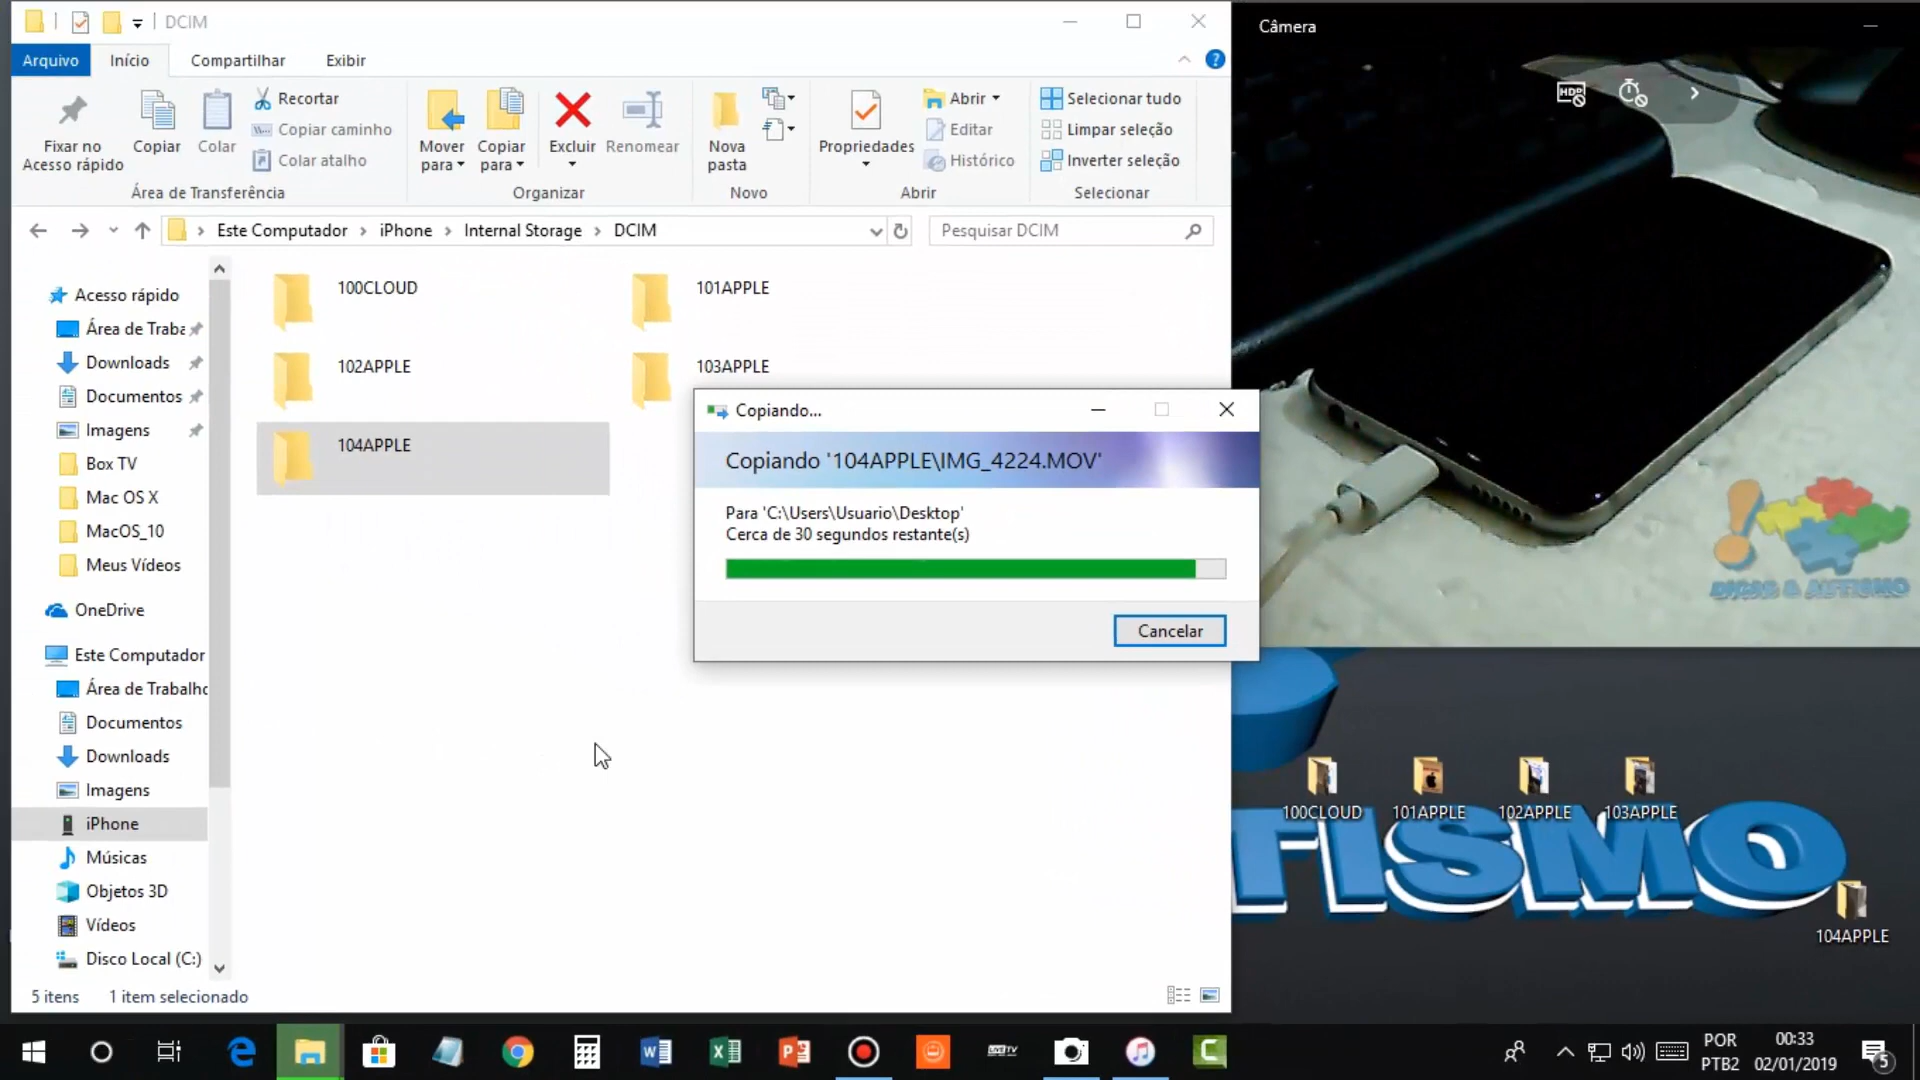 DCIM
Arquivo
Início
Compartilhar
Exibir
Fixar no
Acesso rápido
Copiar
Colar
Recortar
Copiar caminho
Colar atalho
Área de Transferência
Mover
para
Copiar
para
Excluir
Renomear
Organizar
Nova
pasta
Novo
Propriedades
Abrir
Editar
Histórico
Abrir
Selecionar tudo
Limpar seleção
Inverter seleção
Selecionar
Este Computador
iPhone
Internal Storage
DCIM
Pesquisar DCIM
Acesso rápido
Área de Traba
Downloads
Documentos
Imagens
Box TV
Mac OS X
MacOS_10
Meus Vídeos
OneDrive
Este Computador
Área de Trabalho
Documentos
Downloads
Imagens
iPhone
Músicas
Objetos 3D
Vídeos
Disco Local (C:)
100CLOUD
101APPLE
102APPLE
103APPLE
104APPLE
5 itens
1 item selecionado
Copiando...
Copiando '104APPLE\IMG_4224.MOV'
Para 'C:\Users\Usuario\Desktop'
Cerca de 30 segundos restante(s)
Cancelar
Câmera
HDR
DICAS & AUTISMO
100CLOUD
101APPLE
102APPLE
103APPLE
TISMO
104APPLE
POR
PTB2
00:33
02/01/2019
5